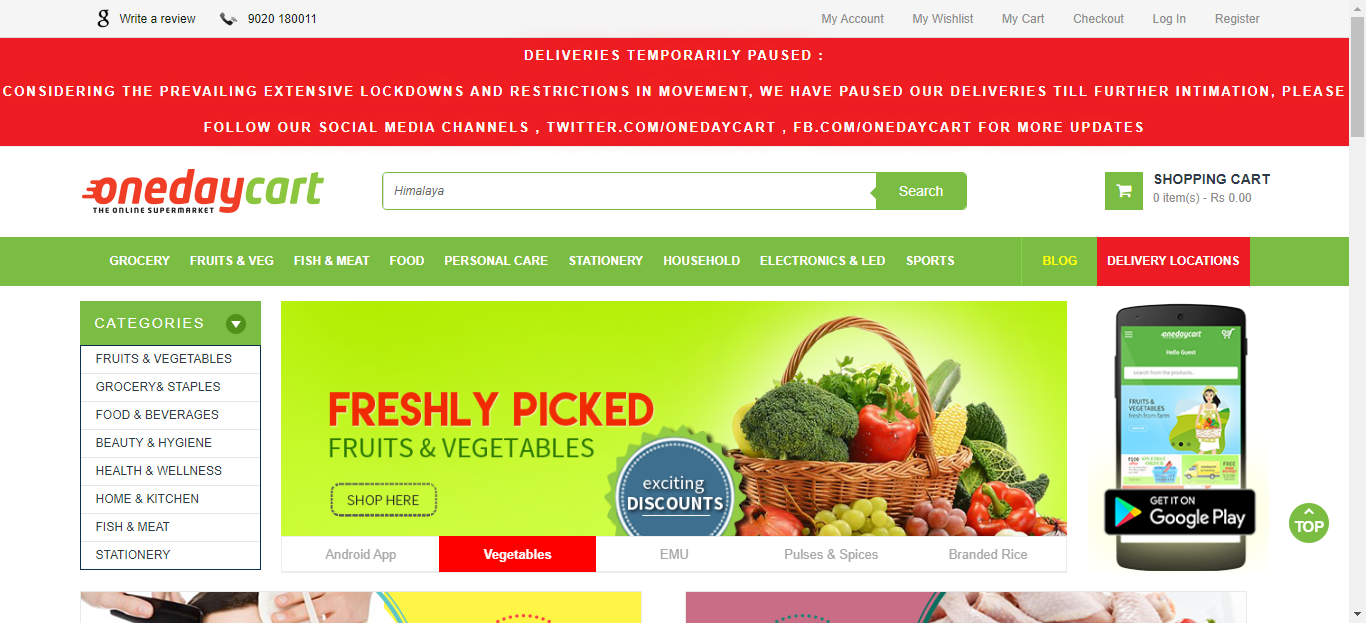 g Write a review 9020 180011 My Account My Wishlist My Cart Checkout Log In Register
DELIVERIES TEMPORARILY PAUSED :
CONSIDERING THE PREVAILING EXTENSIVE LOCKDOWNS AND RESTRICTIONS IN MOVEMENT, WE HAVE PAUSED OUR DELIVERIES TILL FURTHER INTIMATION, PLEASE
FOLLOW OUR SOCIAL MEDIA CHANNELS , TWITTER.COM/ONEDAYCART , FB.COM/ONEDAYCART FOR MORE UPDATES
onedaycart
THE ONLINE SUPERMARKET
Himalaya
Search
SHOPPING CART
0 item(s) - Rs 0.00
GROCERY FRUITS & VEG FISH & MEAT FOOD PERSONAL CARE STATIONERY HOUSEHOLD ELECTRONICS & LED SPORTS BLOG DELIVERY LOCATIONS
CATEGORIES
FRUITS & VEGETABLES
GROCERY& STAPLES
FOOD & BEVERAGES
BEAUTY & HYGIENE
HEALTH & WELLNESS
HOME & KITCHEN
FISH & MEAT
STATIONERY
FRESHLY PICKED
FRUITS & VEGETABLES
SHOP HERE
exciting
DISCOUNTS
Android App Vegetables EMU Pulses & Spices Branded Rice
onedaycart
Hello Guest
search from the products..
FRUITS &
VEGETABLES
fresh from farm
FREE
GET IT ON
Google Play
TOP